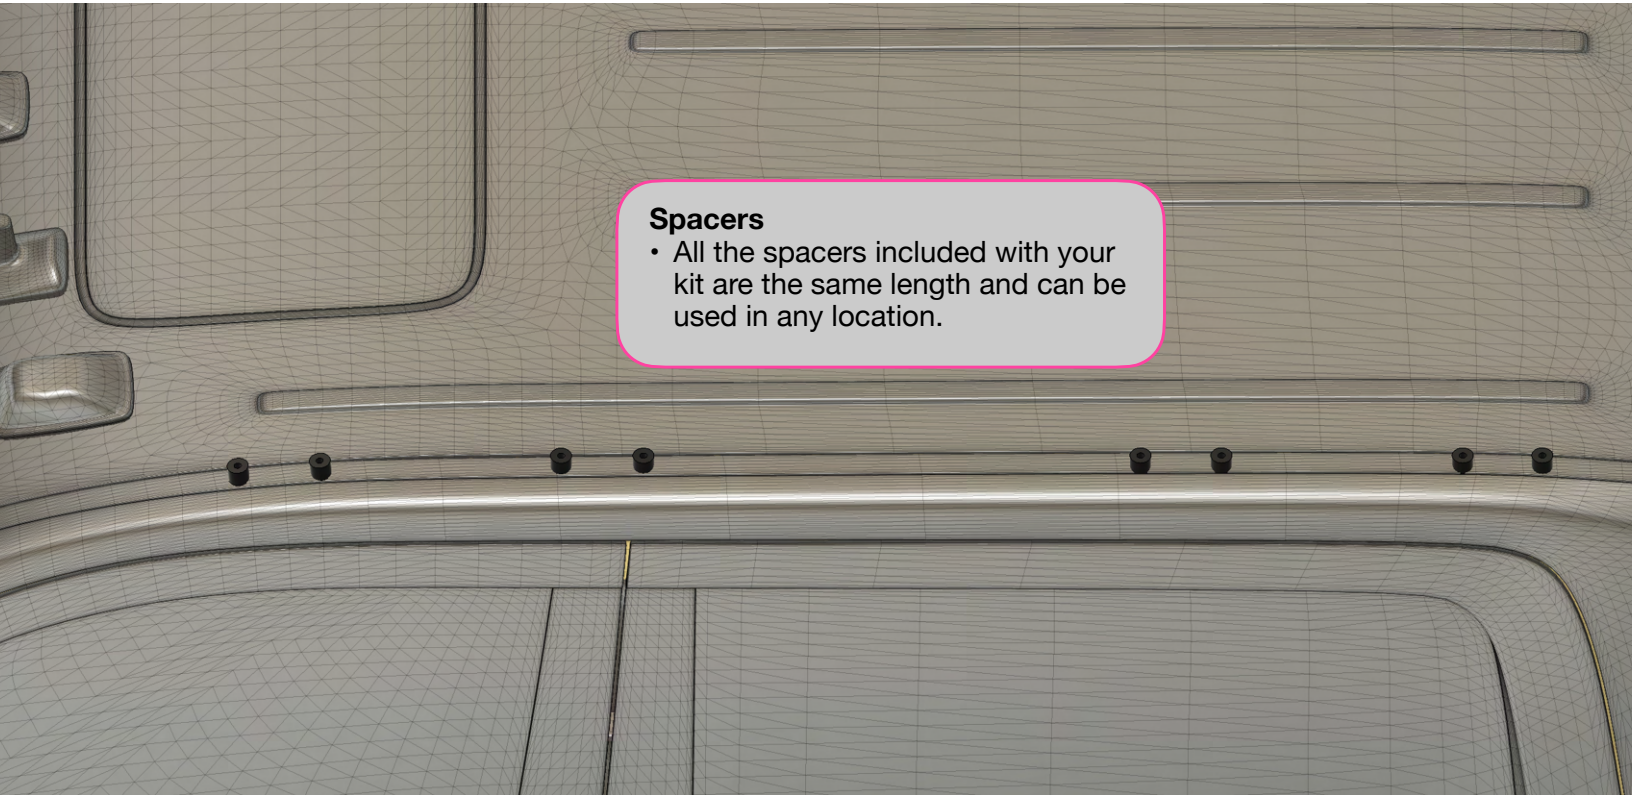 Spacers
• All the spacers included with your
kit are the same length and can be
used in any location.